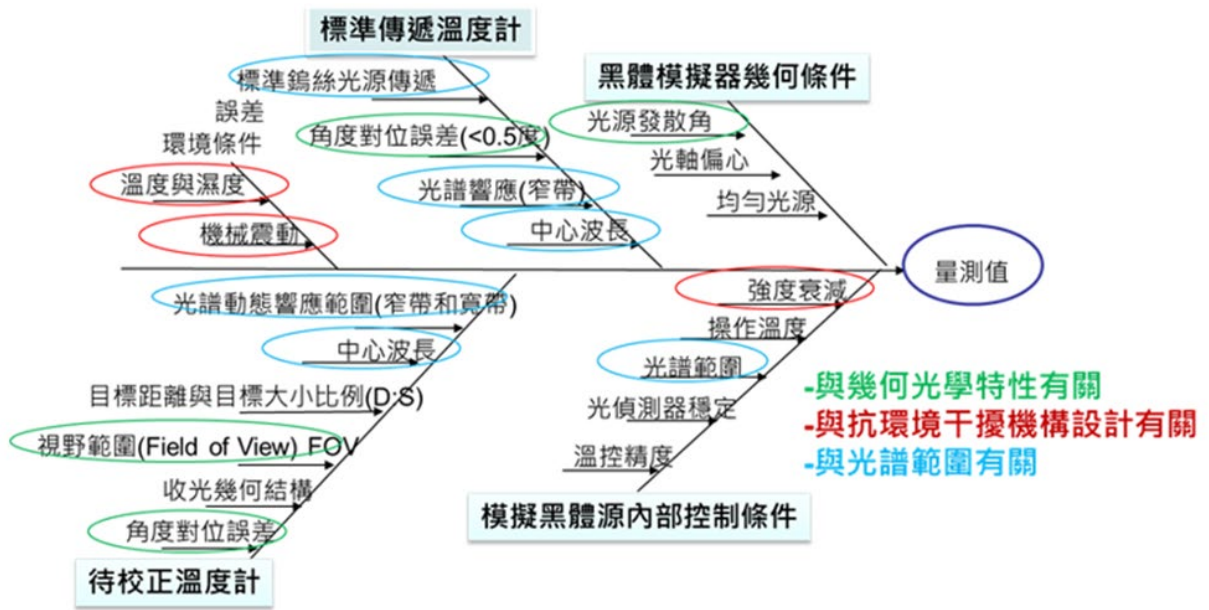 標準傳遞溫度計
標準鎢絲光源傳遞
角度對位誤差(<0.5度)
光譜響應(窄帶)
中心波長
誤差
環境條件
溫度與濕度
機械震動
黑體模擬器幾何條件
光源發散角
光軸偏心
均勻光源
量測值
光譜動態響應範圍(窄帶和寬帶)
中心波長
目標距離與目標大小比例(D:S)
視野範圍(Field of View) FOV
收光幾何結構
角度對位誤差
待校正溫度計
強度衰減
操作溫度
光譜範圍
光偵測器穩定
溫控精度
模擬黑體源內部控制條件
-與幾何光學特性有關
-與抗環境干擾機構設計有關
-與光譜範圍有關